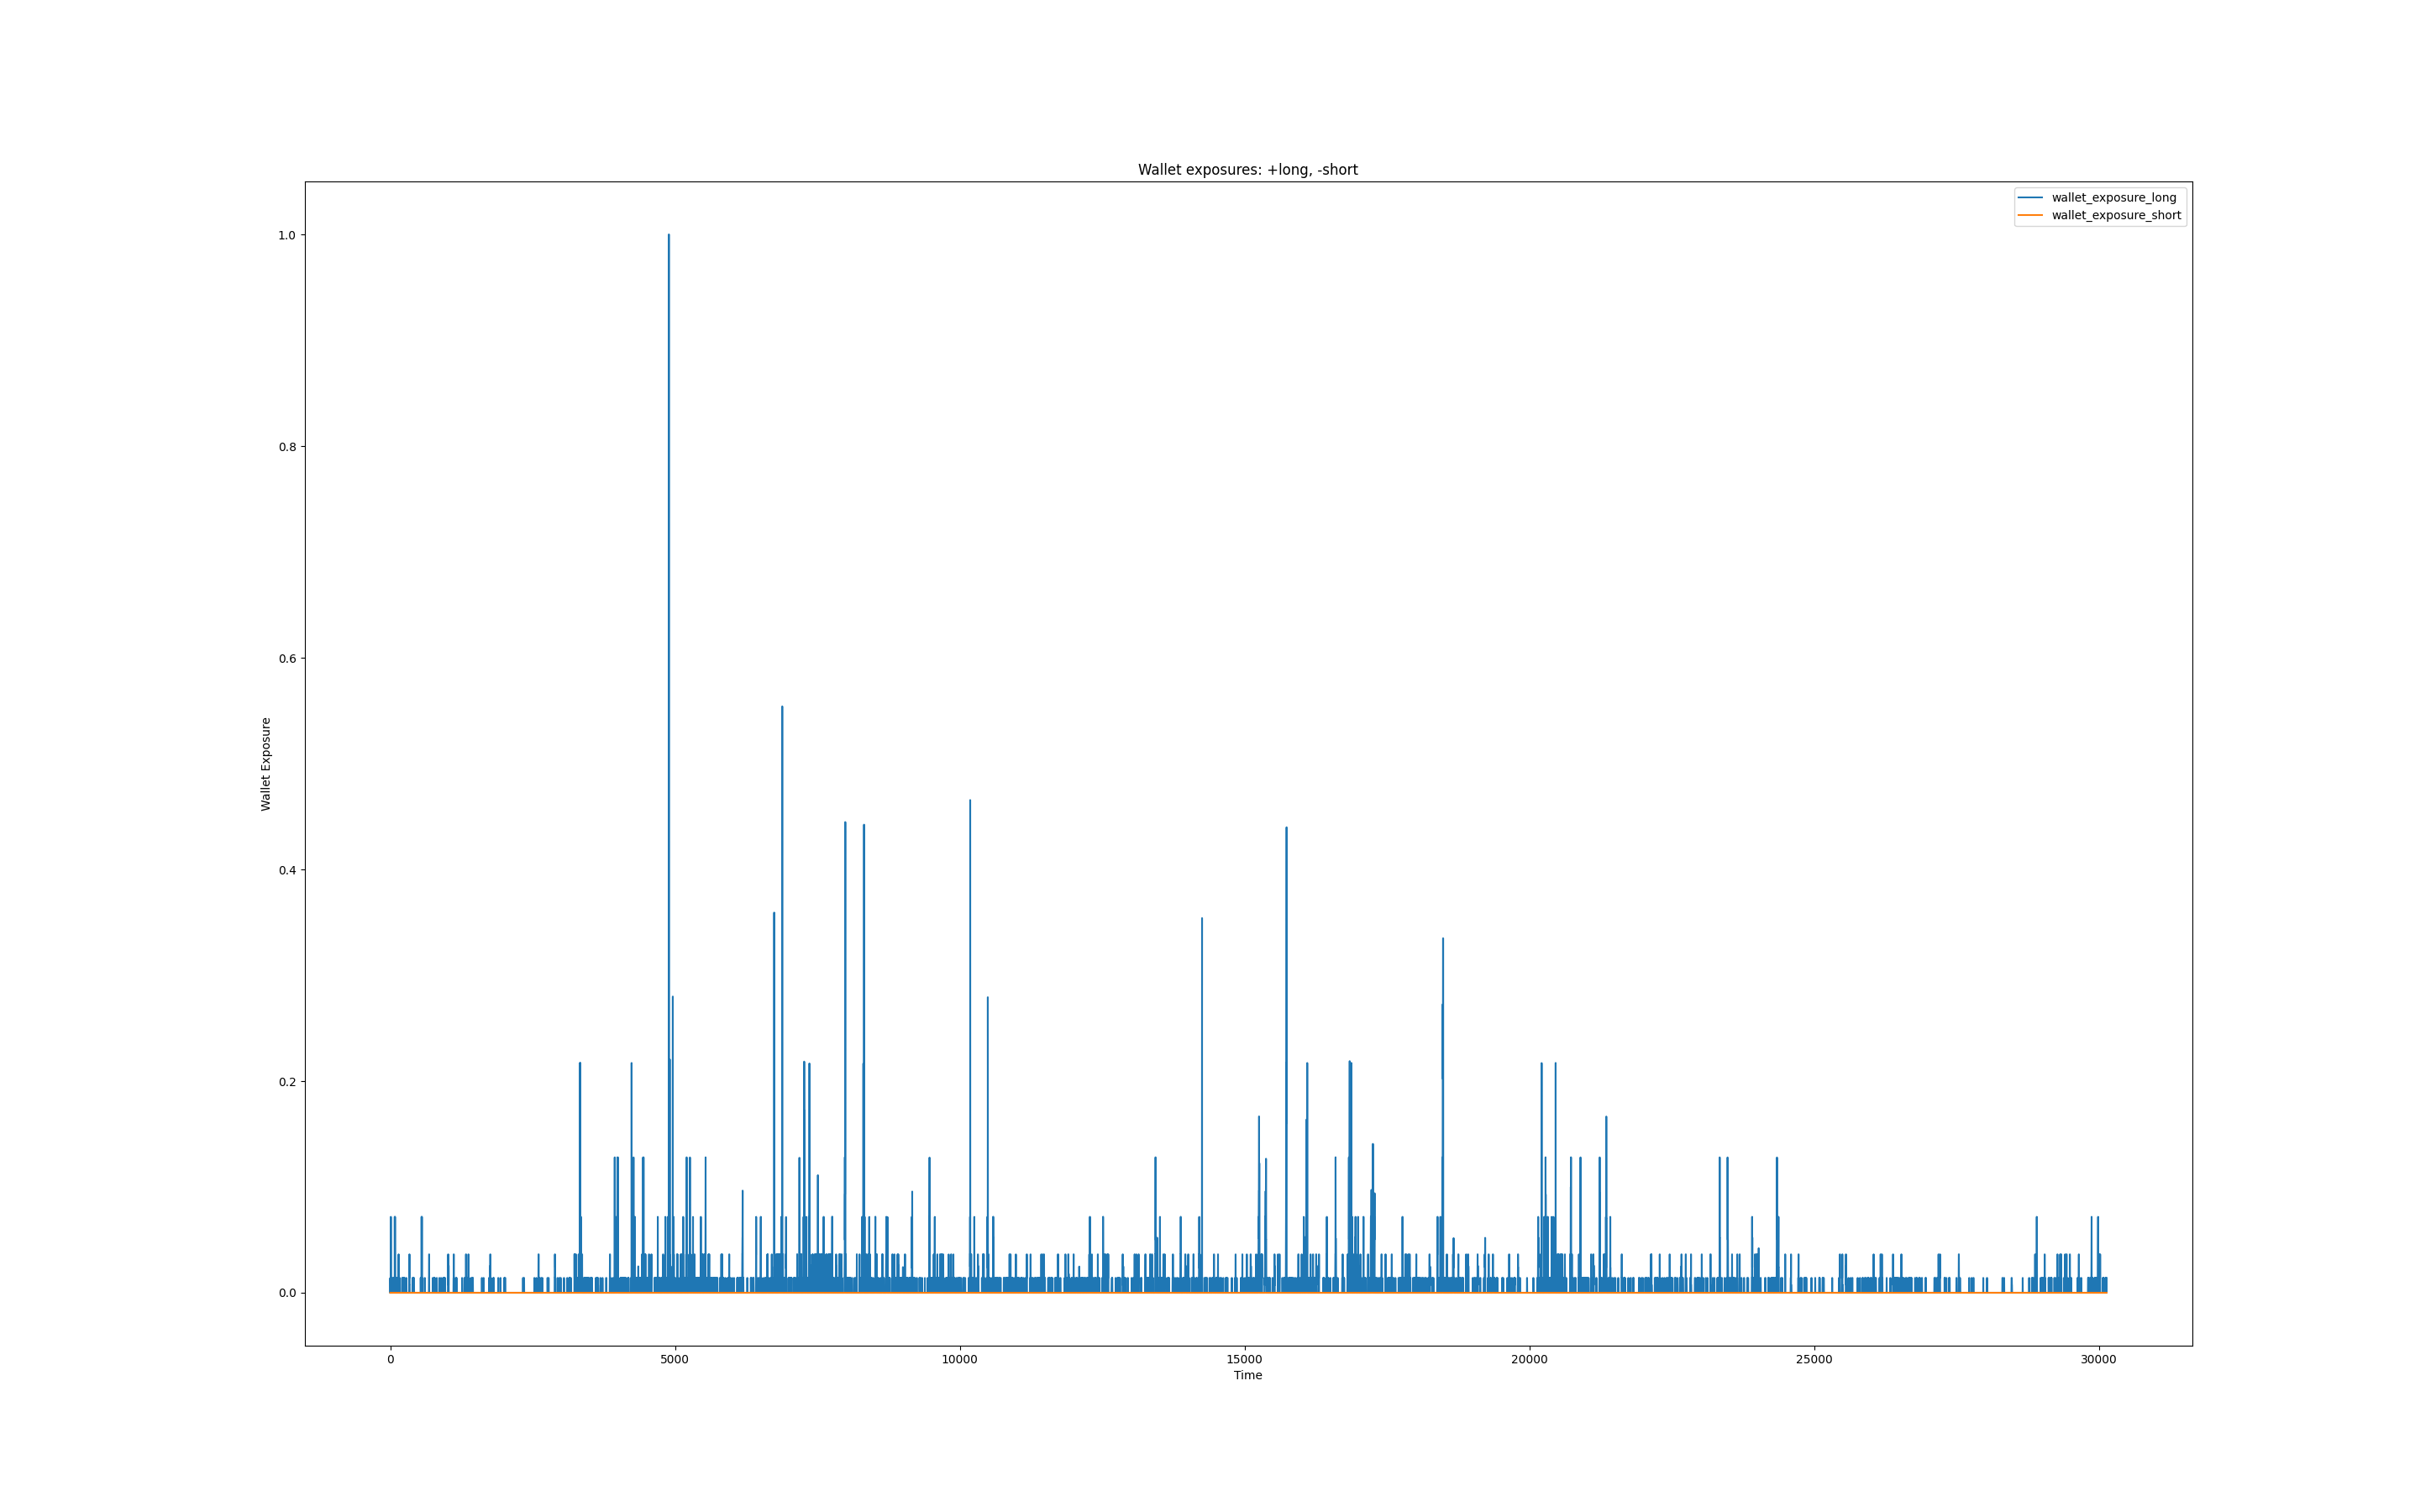 Wallet exposures: +long, -short
wallet_exposure_long
wallet_exposure_short
1.0
0.8
0.6
0.4
0.2
0.0
Wallet Exposure
0 5000 10000 15000 20000 25000 30000
Time